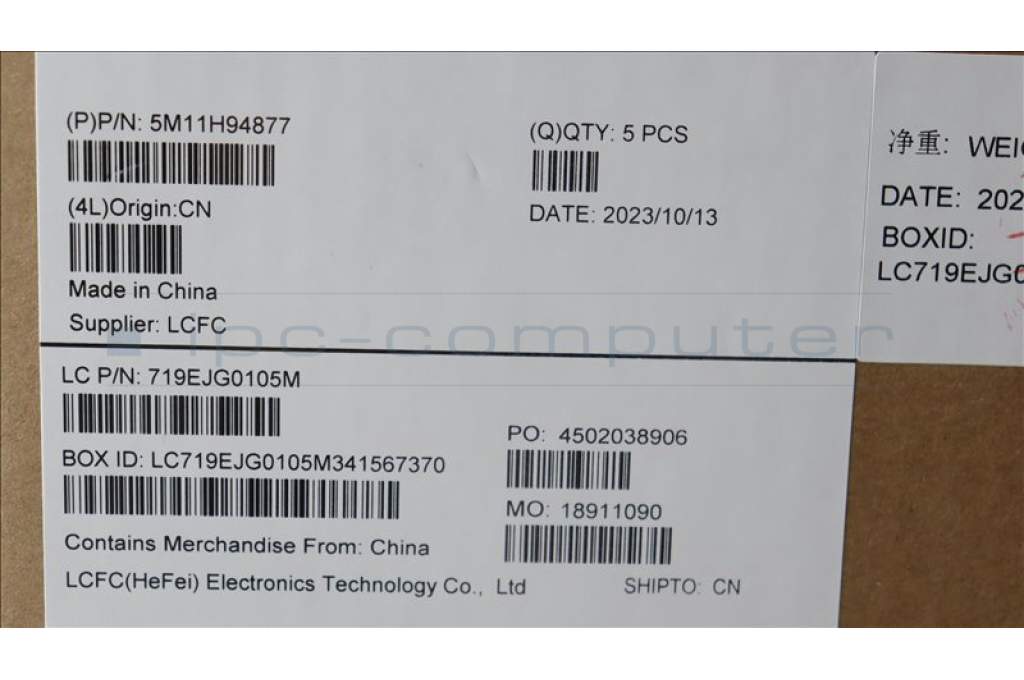 (P)P/N: 5M11H94877
(Q)QTY: 5 PCS
(4L)Origin:CN
DATE: 2023/10/13
Made in China
Supplier: LCFC
净重:
DATE:
BOXID:
ipc-computer
LC P/N: 719EJG0105M
PO: 4502038906
BOX ID: LC719EJG0105M341567370
MO: 18911090
Contains Merchandise From: China
LCFC(HeFei) Electronics Technology Co., Ltd
SHIPTO: CN